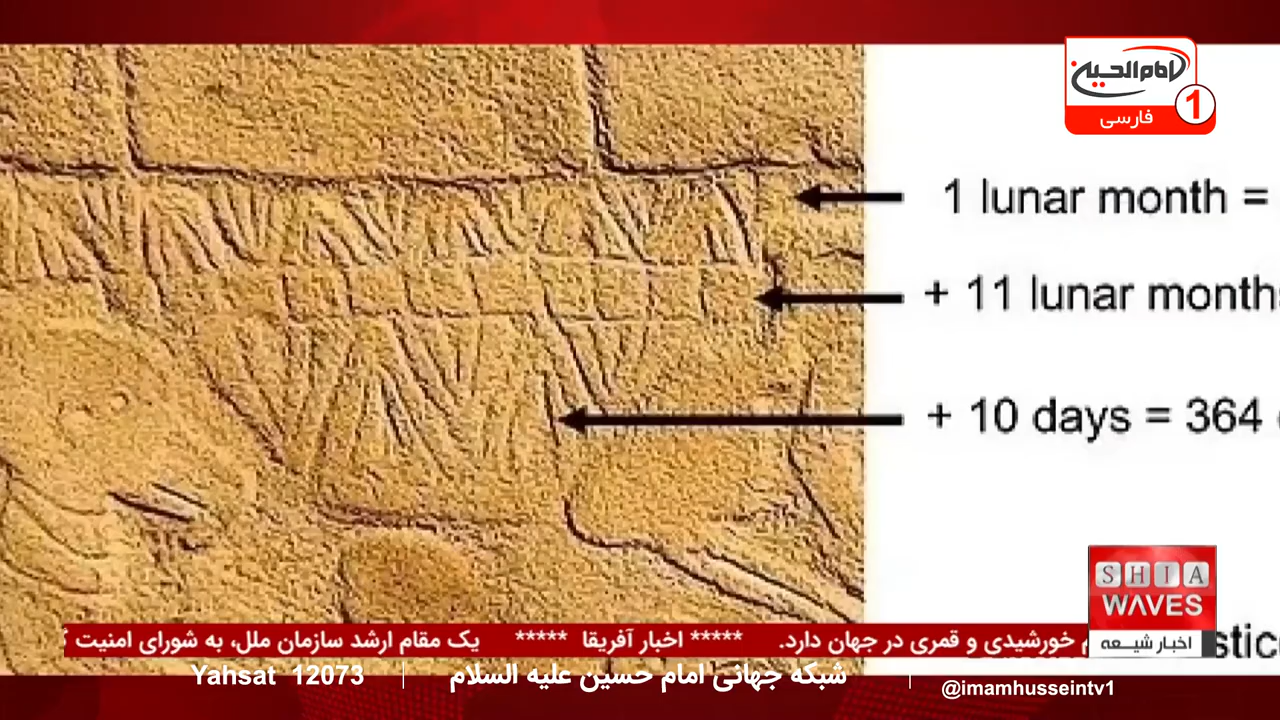 امام الحسین
1
فارسی
1 lunar month =
+ 11 lunar month
+ 10 days = 364
SHIA
WAVES
اخبار شیعه
خورشیدی و قمری در جهان دارد. ***** اخبار آفریقا ***** یک مقام ارشد سازمان ملل، به شورای امنیت
Yahsat 12073
شبکه جهانی امام حسین علیه السلام
@imamhusseintv1